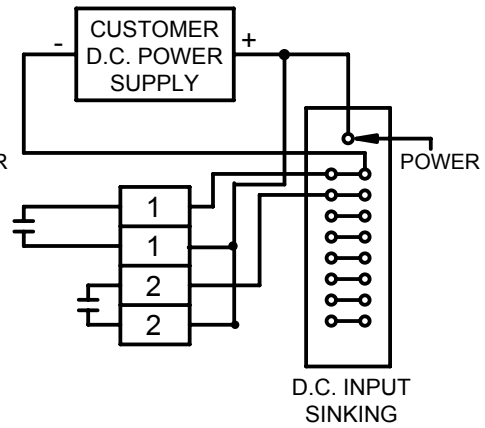 CUSTOMER
- D.C. POWER +
SUPPLY
R
POWER
1
1
2
2
D.C. INPUT
SINKING